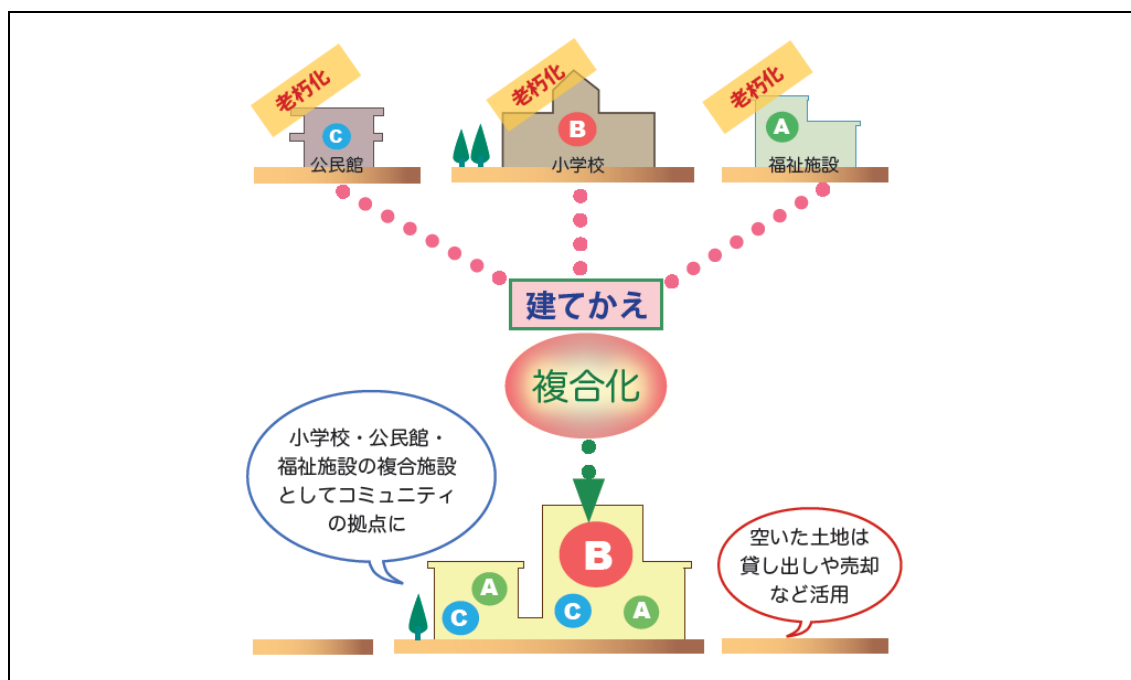 老朽化
老朽化
老朽化
C
B
A
公民館
小学校
福祉施設
建てかえ
複合化
小学校・公民館・
福祉施設の複合施設
としてコミュニティ
の拠点に
B
A
C
C
A
空いた土地は
貸し出しや売却
など活用